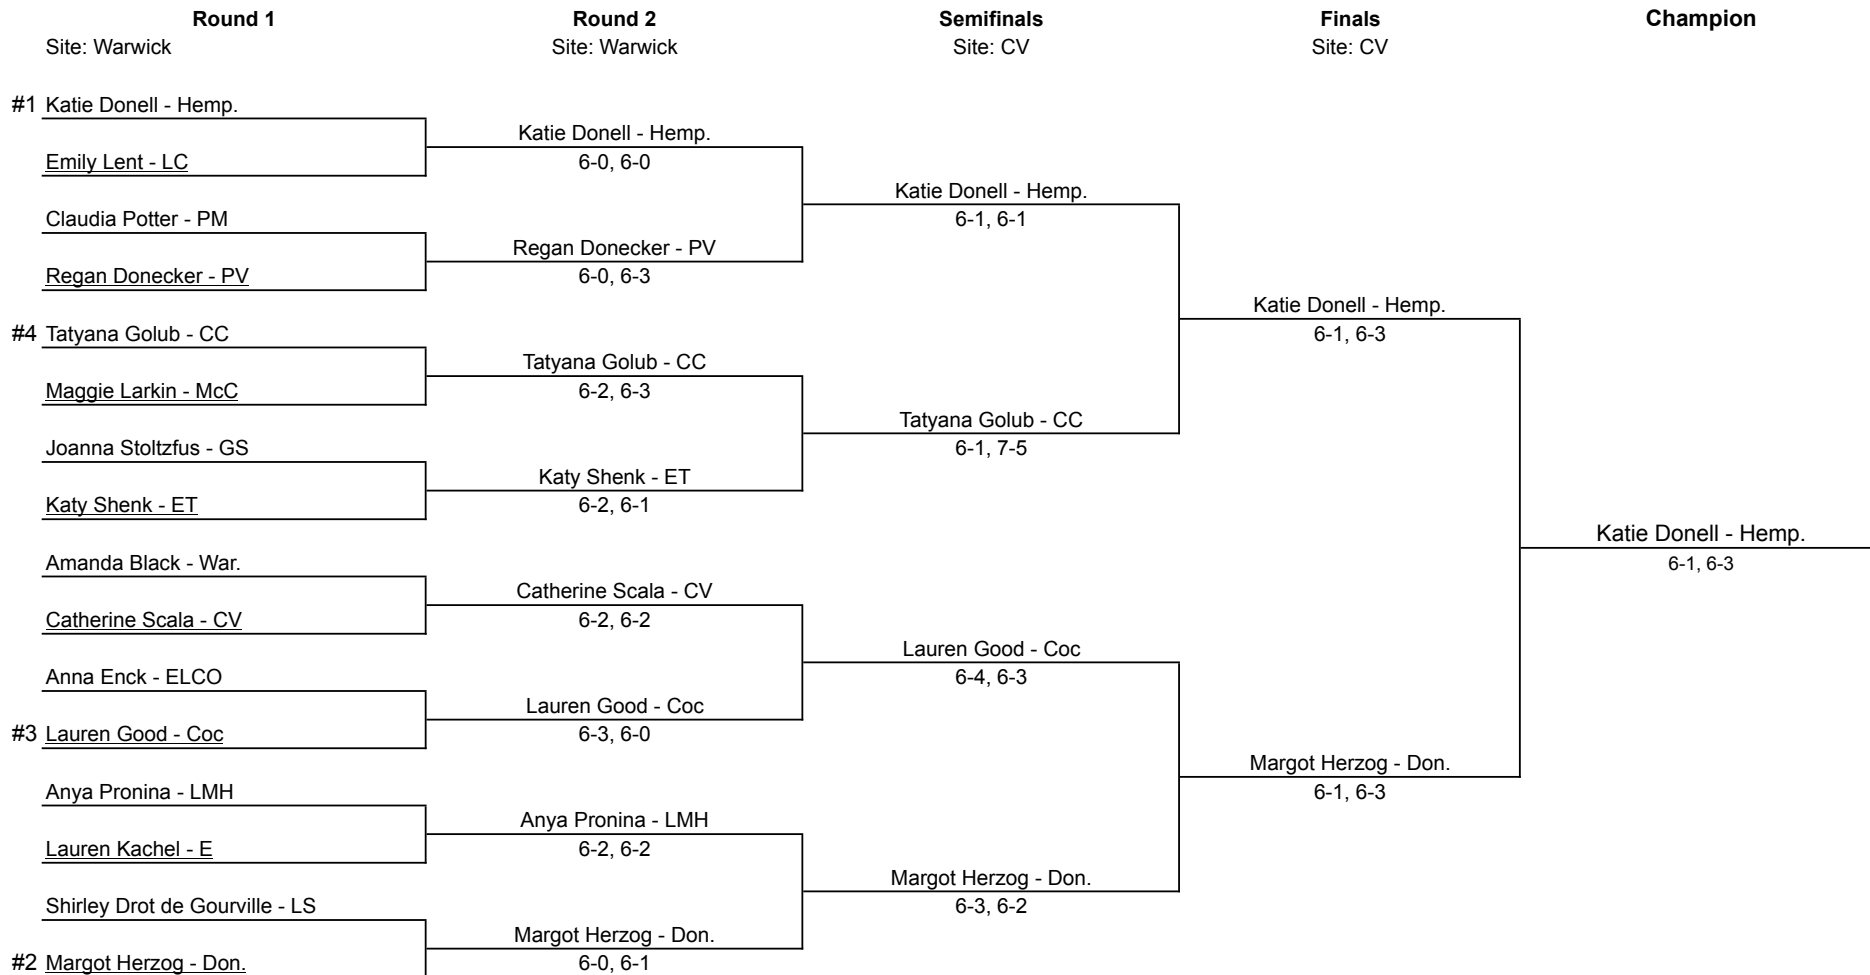 Round 1
Site: Warwick
Round 2
Site: Warwick
Semifinals
Site: CV
Finals
Site: CV
Champion
#1 Katie Donell - Hemp.
Emily Lent - LC
Claudia Potter - PM
Regan Donecker - PV
#4 Tatyana Golub - CC
Maggie Larkin - McC
Joanna Stoltzfus - GS
Katy Shenk - ET
Amanda Black - War.
Catherine Scala - CV
Anna Enck - ELCO
#3 Lauren Good - Coc
Anya Pronina - LMH
Lauren Kachel - E
Shirley Drot de Gourville - LS
#2 Margot Herzog - Don.
Katie Donell - Hemp.
6-0, 6-0
Regan Donecker - PV
6-0, 6-3
Tatyana Golub - CC
6-2, 6-3
Katy Shenk - ET
6-2, 6-1
Catherine Scala - CV
6-2, 6-2
Lauren Good - Coc
6-3, 6-0
Anya Pronina - LMH
6-2, 6-2
Margot Herzog - Don.
6-0, 6-1
Katie Donell - Hemp.
6-1, 6-1
Tatyana Golub - CC
6-1, 7-5
Lauren Good - Coc
6-4, 6-3
Margot Herzog - Don.
6-3, 6-2
Katie Donell - Hemp.
6-1, 6-3
Margot Herzog - Don.
6-1, 6-3
Katie Donell - Hemp.
6-1, 6-3